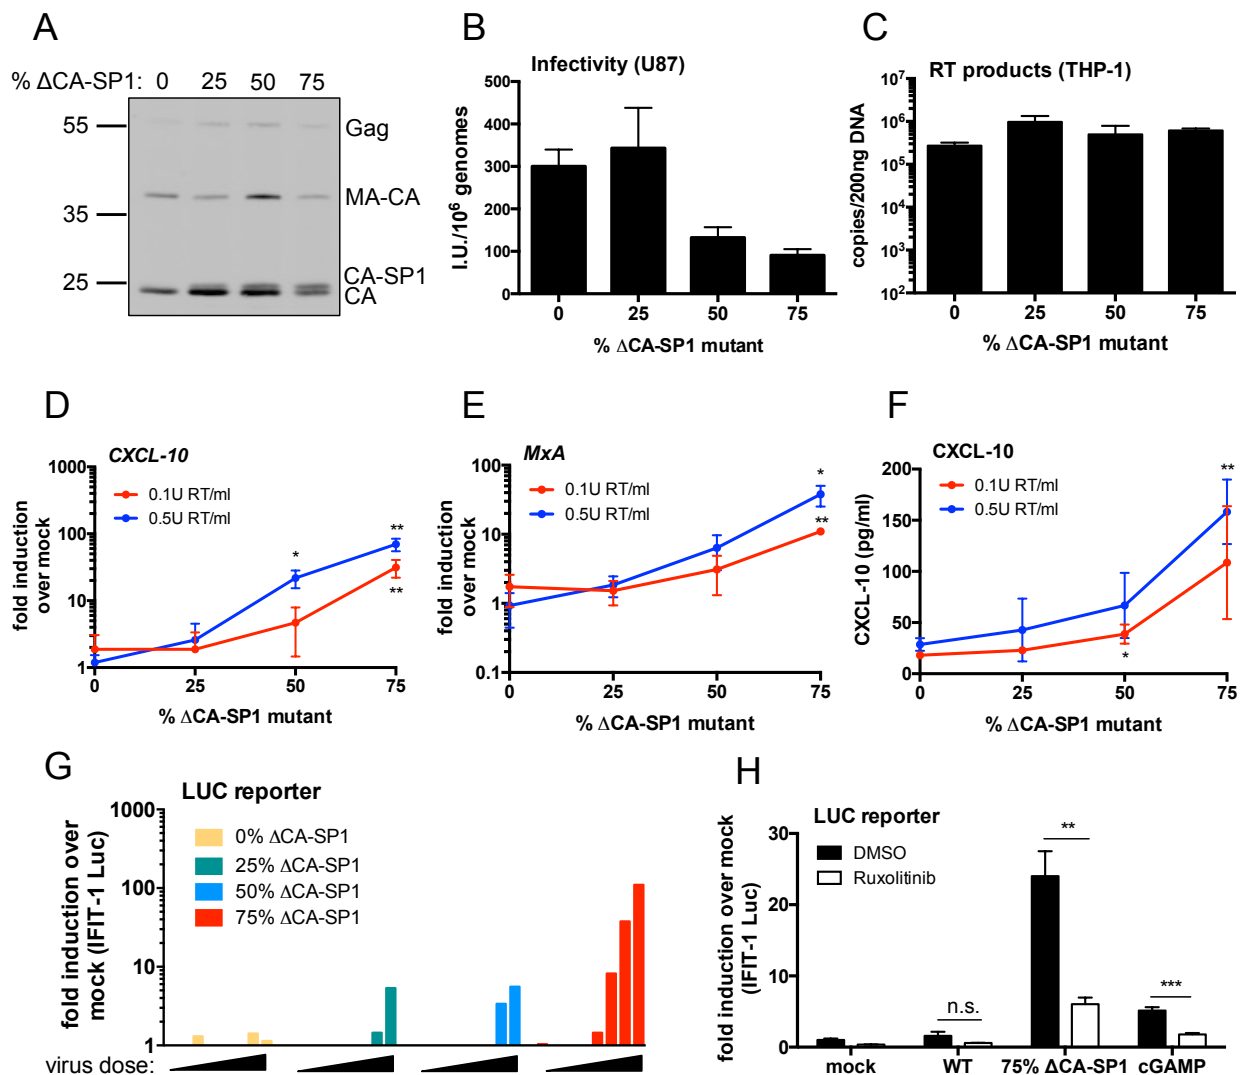 A
% ΔCA-SP1: 0 25 50 75
55
35
25
Gag
MA-CA
CA-SP1
CA
B
Infectivity (U87)
I.U./10⁶ genomes
500
400
300
200
100
0
0 25 50 75
% ΔCA-SP1 mutant
C
RT products (THP-1)
copies/200ng DNA
10⁷
10⁶
10⁵
10⁴
10³
10²
0 25 50 75
% ΔCA-SP1 mutant
D
CXCL-10
fold induction
over mock
1000
100
10
1
0.1U RT/ml
0.5U RT/ml
*
**
**
0 25 50 75
% ΔCA-SP1 mutant
E
MxA
fold induction
over mock
100
10
1
0.1
0.1U RT/ml
0.5U RT/ml
*
**
0 25 50 75
% ΔCA-SP1 mutant
F
CXCL-10
CXCL-10 (pg/ml)
200
150
100
50
0
0.1U RT/ml
0.5U RT/ml
**
*
0 25 50 75
% ΔCA-SP1 mutant
G
LUC reporter
fold induction over
mock (IFIT-1 Luc)
1000
100
10
1
0% ΔCA-SP1
25% ΔCA-SP1
50% ΔCA-SP1
75% ΔCA-SP1
virus dose:
H
LUC reporter
fold induction over mock
(IFIT-1 Luc)
30
20
10
0
DMSO
Ruxolitinib
n.s.
**
***
mock WT 75% ΔCA-SP1 cGAMP